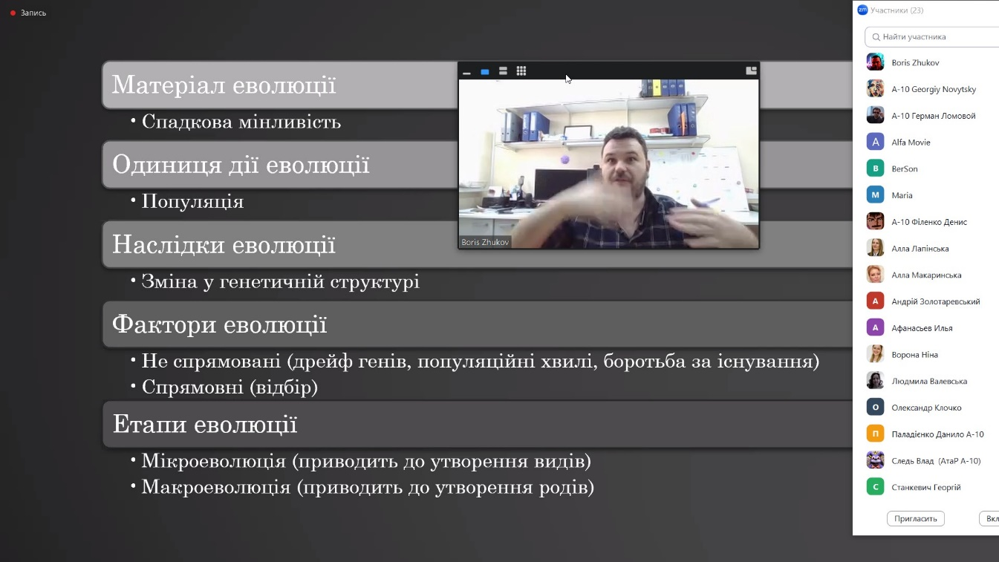 Запись
Матеріал еволюції
• Спадкова мінливість
Одиниця дії еволюції
• Популяція
Наслідки еволюції
• Зміна у генетичній структурі
Фактори еволюції
• Не спрямовані (дрейф генів, популяційні хвилі, боротьба за існування)
• Спрямовні (відбір)
Етапи еволюції
• Мікроеволюція (приводить до утворення видів)
• Макроеволюція (приводить до утворення родів)
Boris Zhukov
zm Участники (23)
Найти участника
Boris Zhukov
A-10 Georgiy Novytsky
А-10 Герман Ломовой
A Alfa Movie
B BerSon
M Maria
А-10 Філенко Денис
Алла Лапінська
Алла Макаринська
А Андрій Золотаревський
А Афанасьев Илья
Ворона Ніна
Людмила Валевська
О Олександр Клочко
П Паладієнко Данило А-10
Следь Влад (АтаР А-10)
С Станкевич Георгій
Пригласить
Вкл